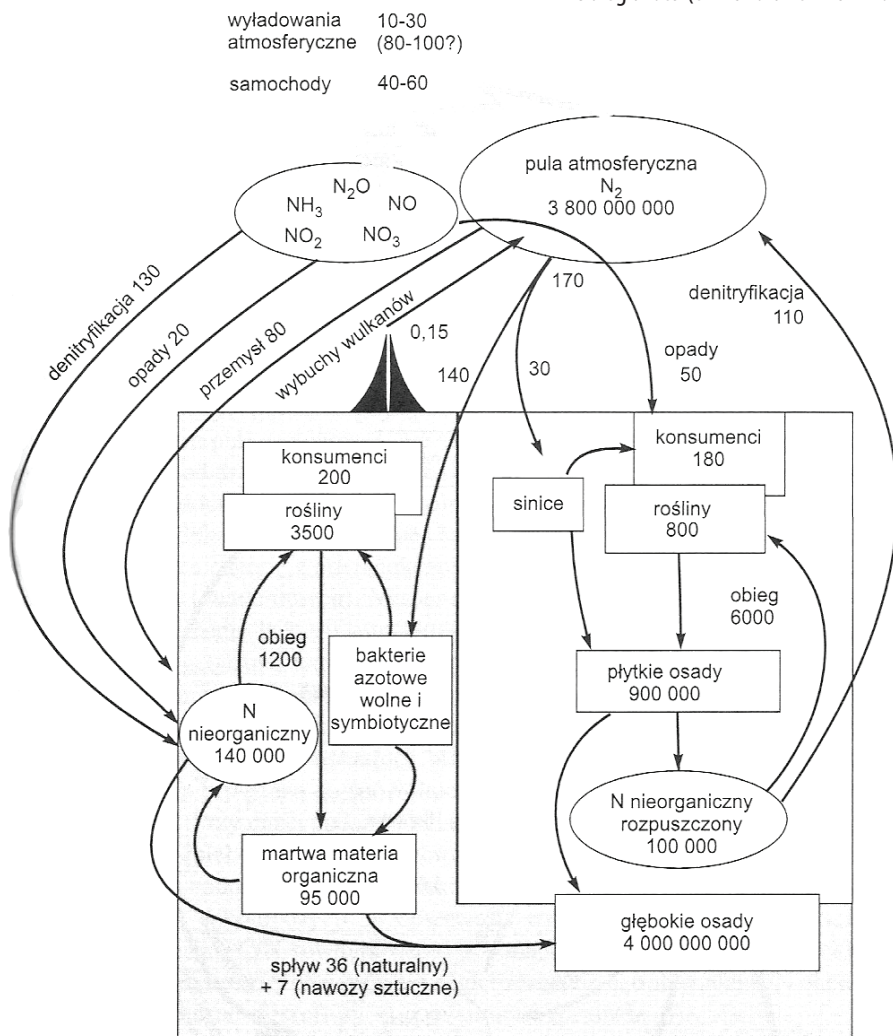 wyładowania 10-30
atmosferyczne (80-100?)
samochody 40-60
pula atmosferyczna
N2
3 800 000 000
N2O
NH3 NO
NO2 NO3
denitryfikacja 130
opady 20
przemysł 80
wybuchy wulkanów
0,15
140
170
30
opady
50
denitryfikacja
110
konsumenci
200
rośliny
3500
konsumenci
180
sinice
rośliny
800
obieg
1200
bakterie
azotowe
wolne i
symbiotyczne
obieg
6000
płytkie osady
900 000
N
nieorganiczny
140 000
N nieorganiczny
rozpuszczony
100 000
martwa materia
organiczna
95 000
głębokie osady
4 000 000 000
spływ 36 (naturalny)
+ 7 (nawozy sztuczne)